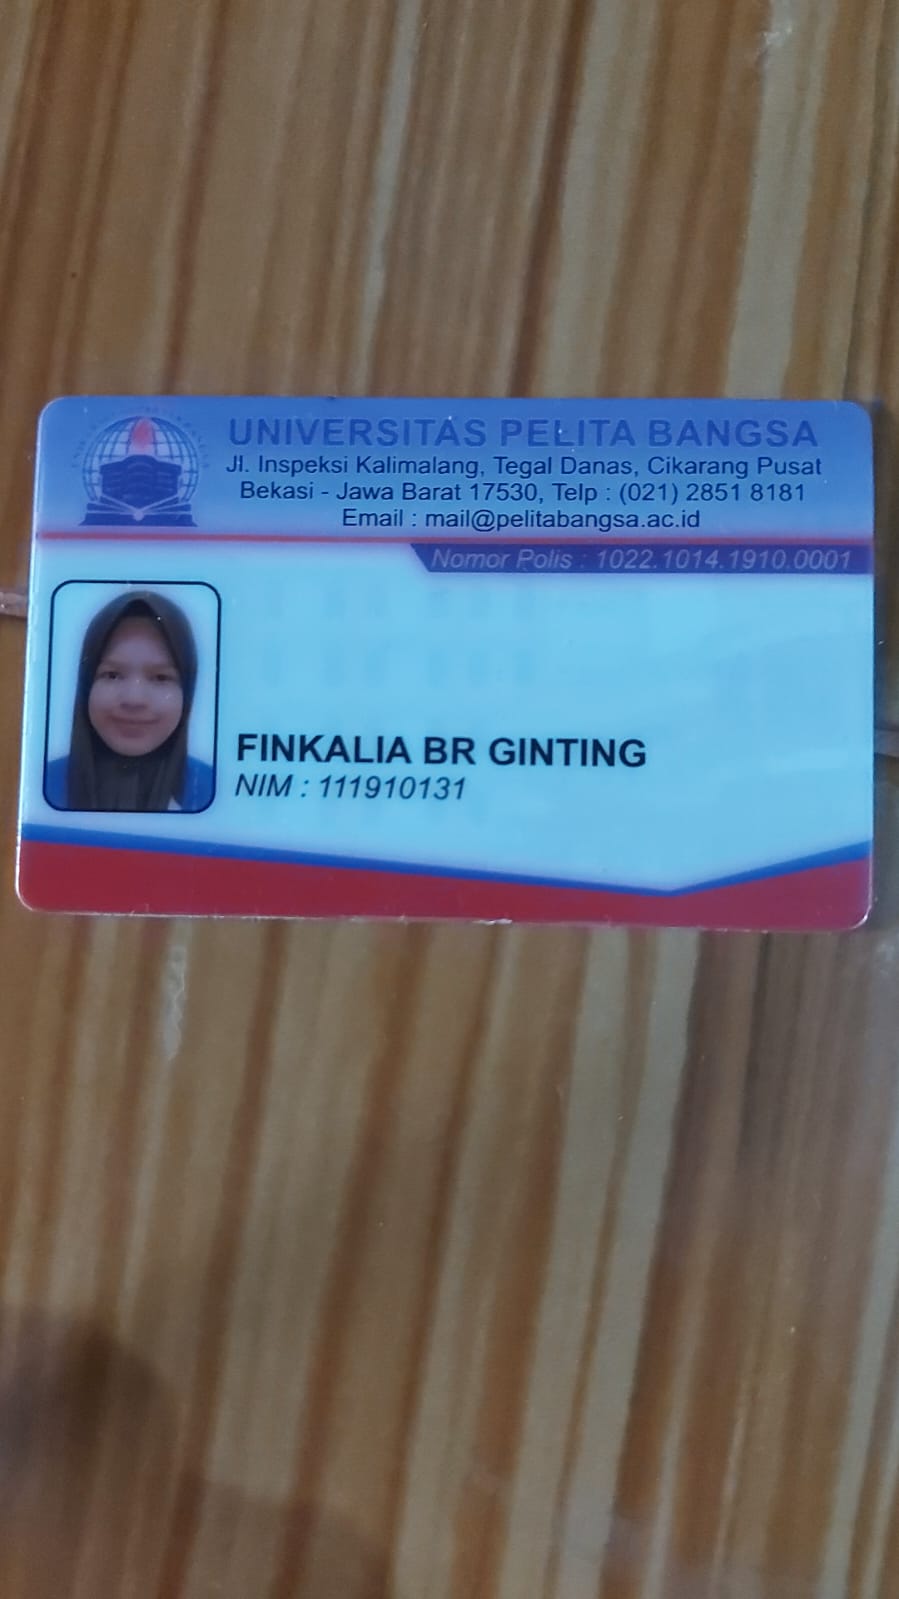 UNIVERSITAS PELITA BANGSA
Jl. Inspeksi Kalimalang, Tegal Danas, Cikarang Pusat
Bekasi - Jawa Barat 17530, Telp : (021) 2851 8181
Email : mail@pelitabangsa.ac.id
Nomor Polis : 1022.1014.1910.0001
FINKALIA BR GINTING
NIM : 111910131